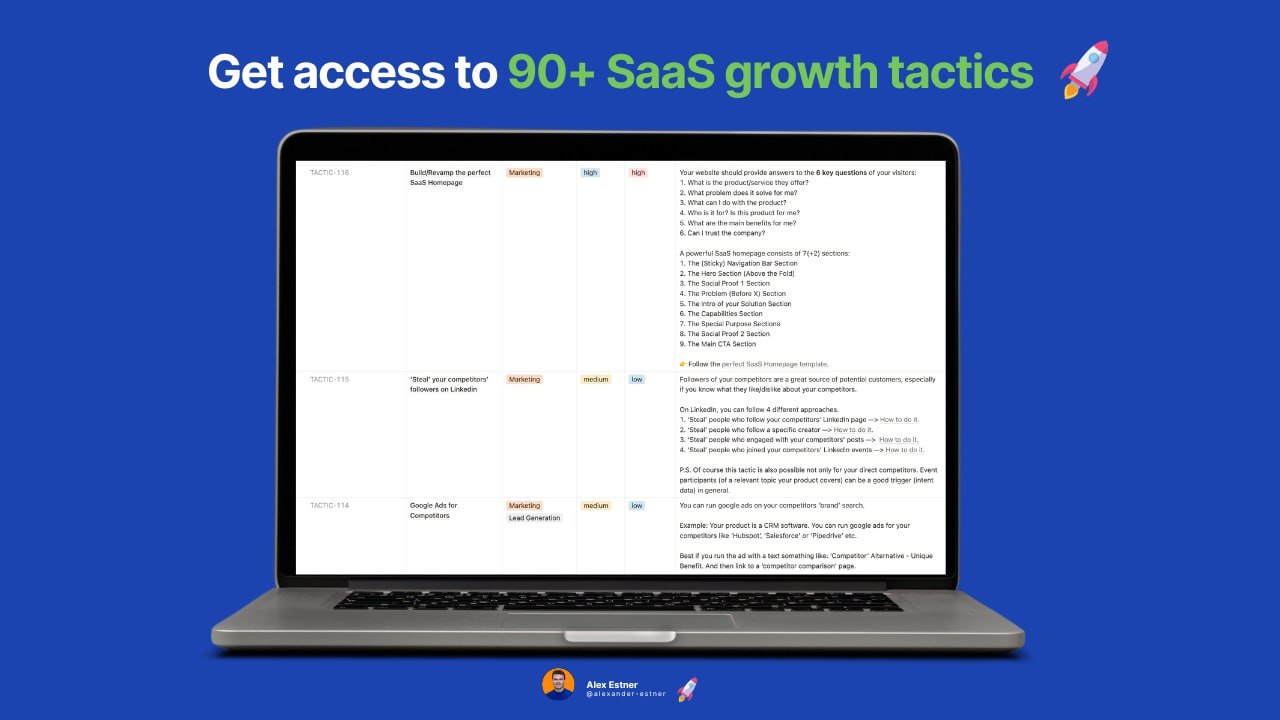 Get access to 90+ SaaS growth tactics
TACTIC-116
Build/Revamp the perfect
SaaS Homepage
Marketing
high
high
Your website should provide answers to the 6 key questions of your visitors:
1. What is the product/service they offer?
2. What problem does it solve for me?
3. What can I do with the product?
4. Who is it for? Is this product for me?
5. What are the main benefits for me?
6. Can I trust the company?
A powerful SaaS homepage consists of 7(+2) sections:
1. The (Sticky) Navigation Bar Section
2. The Hero Section (Above the Fold)
3. The Social Proof 1 Section
4. The Problem (Before X) Section
5. The Intro of your Solution Section
6. The Capabilities Section
7. The Special Purpose Sections
8. The Social Proof 2 Section
9. The Main CTA Section
👉 Follow the perfect SaaS Homepage template.
TACTIC-115
'Steal' your competitors'
followers on Linkedin
Marketing
medium
low
Followers of your competitors are a great source of potential customers, especially
if you know what they like/dislike about your competitors.
On LinkedIn, you can follow 4 different approaches.
1. 'Steal' people who follow your competitors' LinkedIn page —> How to do it.
2. 'Steal' people who follow a specific creator —> How to do it.
3. 'Steal' people who engaged with your competitors' posts —> How to do it.
4. 'Steal' people who joined your competitors' LinkedIn events —> How to do it.
P.S. Of course this tactic is also possible not only for your direct competitors. Event
participants (of a relevant topic your product covers) can be a good trigger (intent
data) in general.
TACTIC-114
Google Ads for
Competitors
Marketing
Lead Generation
medium
low
You can run google ads on your competitors 'brand' search.
Example: Your product is a CRM software. You can run google ads for your
competitors like 'Hubspot', 'Salesforce' or 'Pipedrive' etc.
Best if you run the ad with a text something like: 'Competitor' Alternative - Unique
Benefit. And then link to a 'competitor comparison' page.
Alex Estner
@alexander-estner